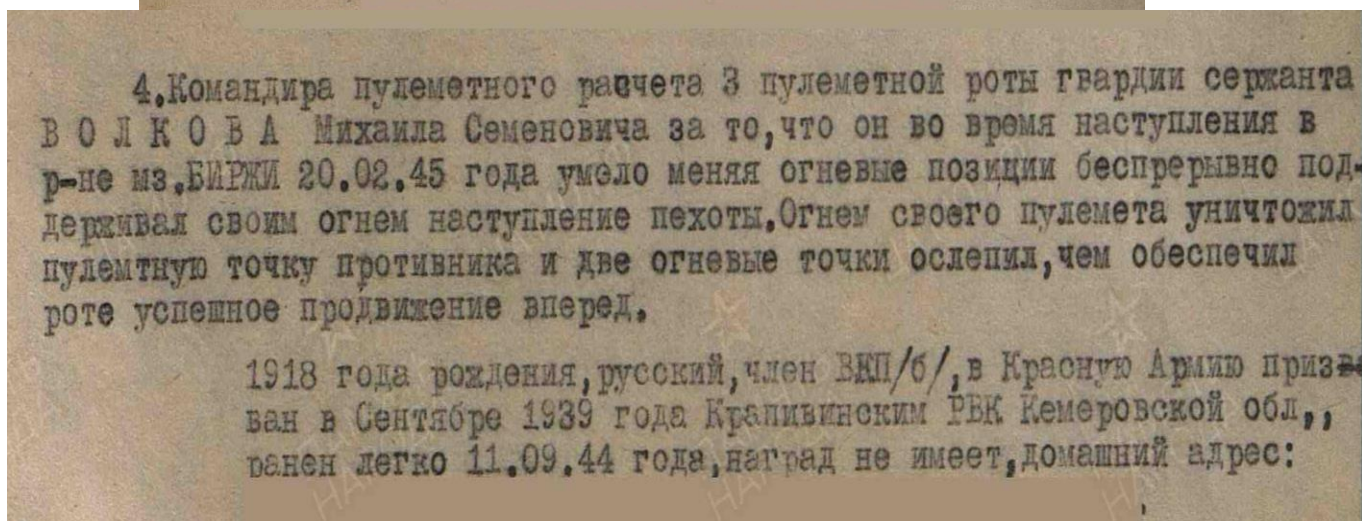 4.Командира пулеметного расчета 3 пулеметной роты гвардии сержанта
В О Л К О В А Михаила Семеновича за то,что он во время наступления в
р-не мз.БИРЖИ 20.02.45 года умело меняя огневые позиции беспрерывно под-
держивал своим огнем наступление пехоты.Огнем своего пулемета уничтожил
пулемтную точку противника и две огневые точки ослепил,чем обеспечил
роте успешное продвижение вперед.
1918 года рождения,русский,член ВКП/б/,в Красную Армию приз
ван в Сентябре 1939 года Крапивинским РВК Кемеровской обл,,
ранен легко 11.09.44 года,наград не имеет,домашний адрес: